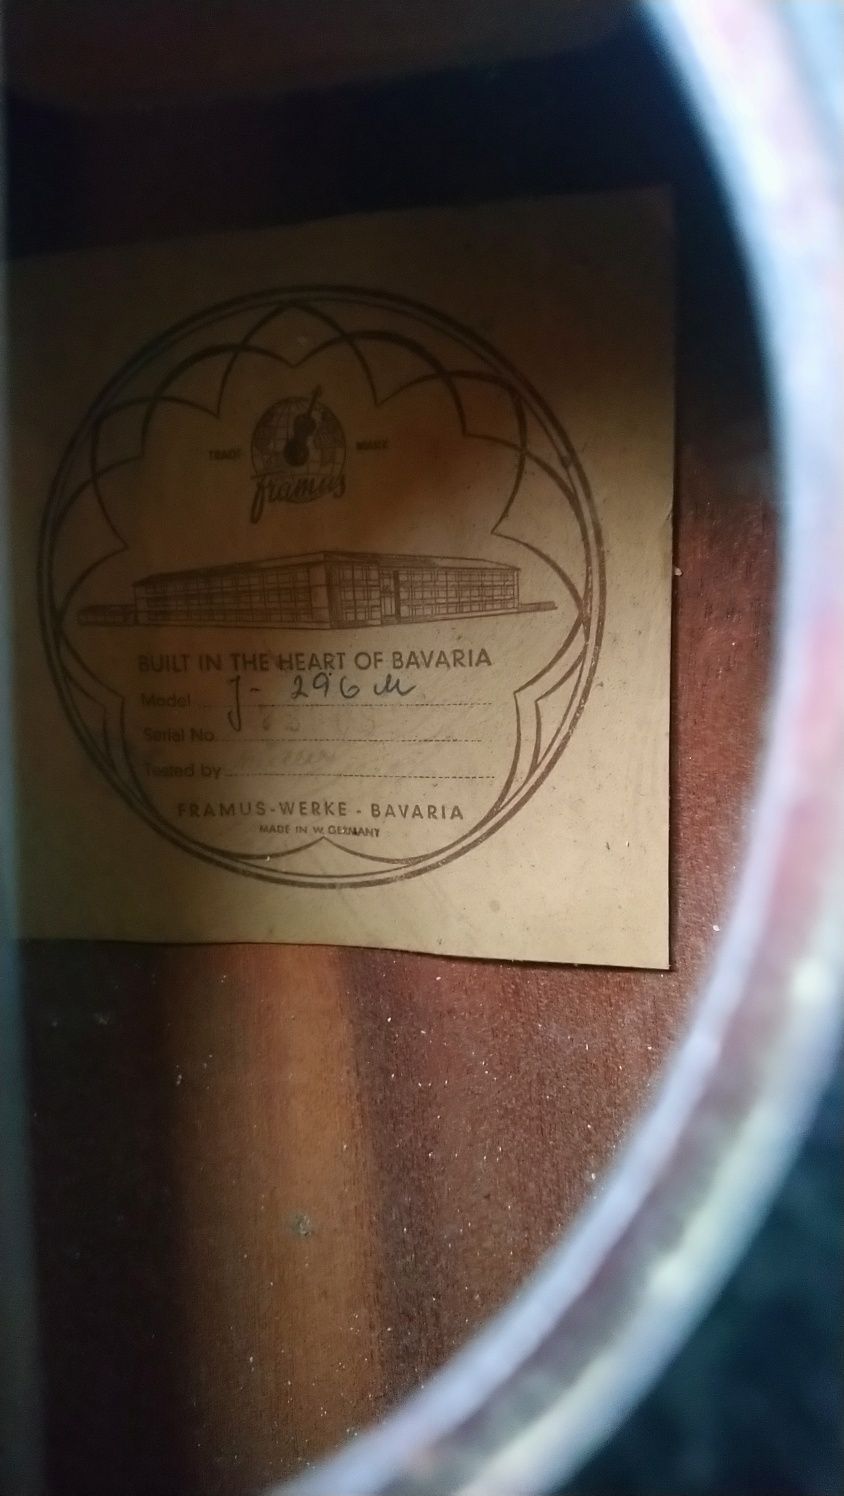 TRADE MARK
Framus
BUILT IN THE HEART OF BAVARIA
Model J- 296 M
Serial No.
Tested by
FRAMUS-WERKE - BAVARIA
MADE IN W. GERMANY